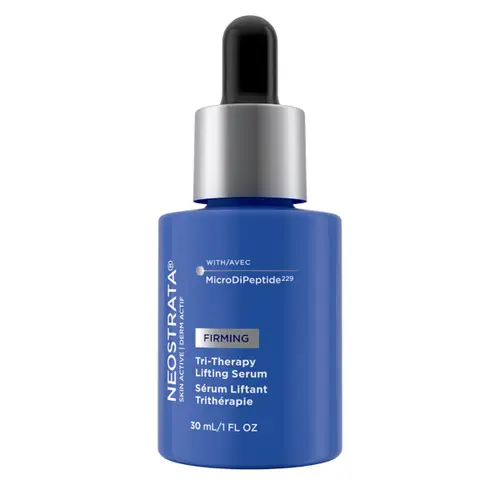 NEOSTRATA®
SKIN ACTIVE | DERM ACTIF
WITH/AVEC
MicroDiPeptide²²⁹
FIRMING
Tri-Therapy
Lifting Serum
Sérum Liftant
Trithérapie
30 mL/1 FL OZ